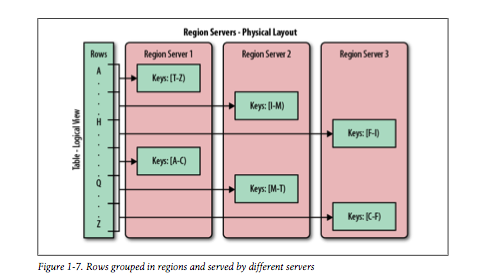 Region Servers - Physical Layout
Rows
Region Server 1
Region Server 2
Region Server 3
Table - Logical View
A
Keys: [T-Z)
Keys: [I-M)
H
Keys: [F-I)
Keys: [A-C)
Q
Keys: [M-T)
Keys: [C-F)
Z
Figure 1-7. Rows grouped in regions and served by different servers